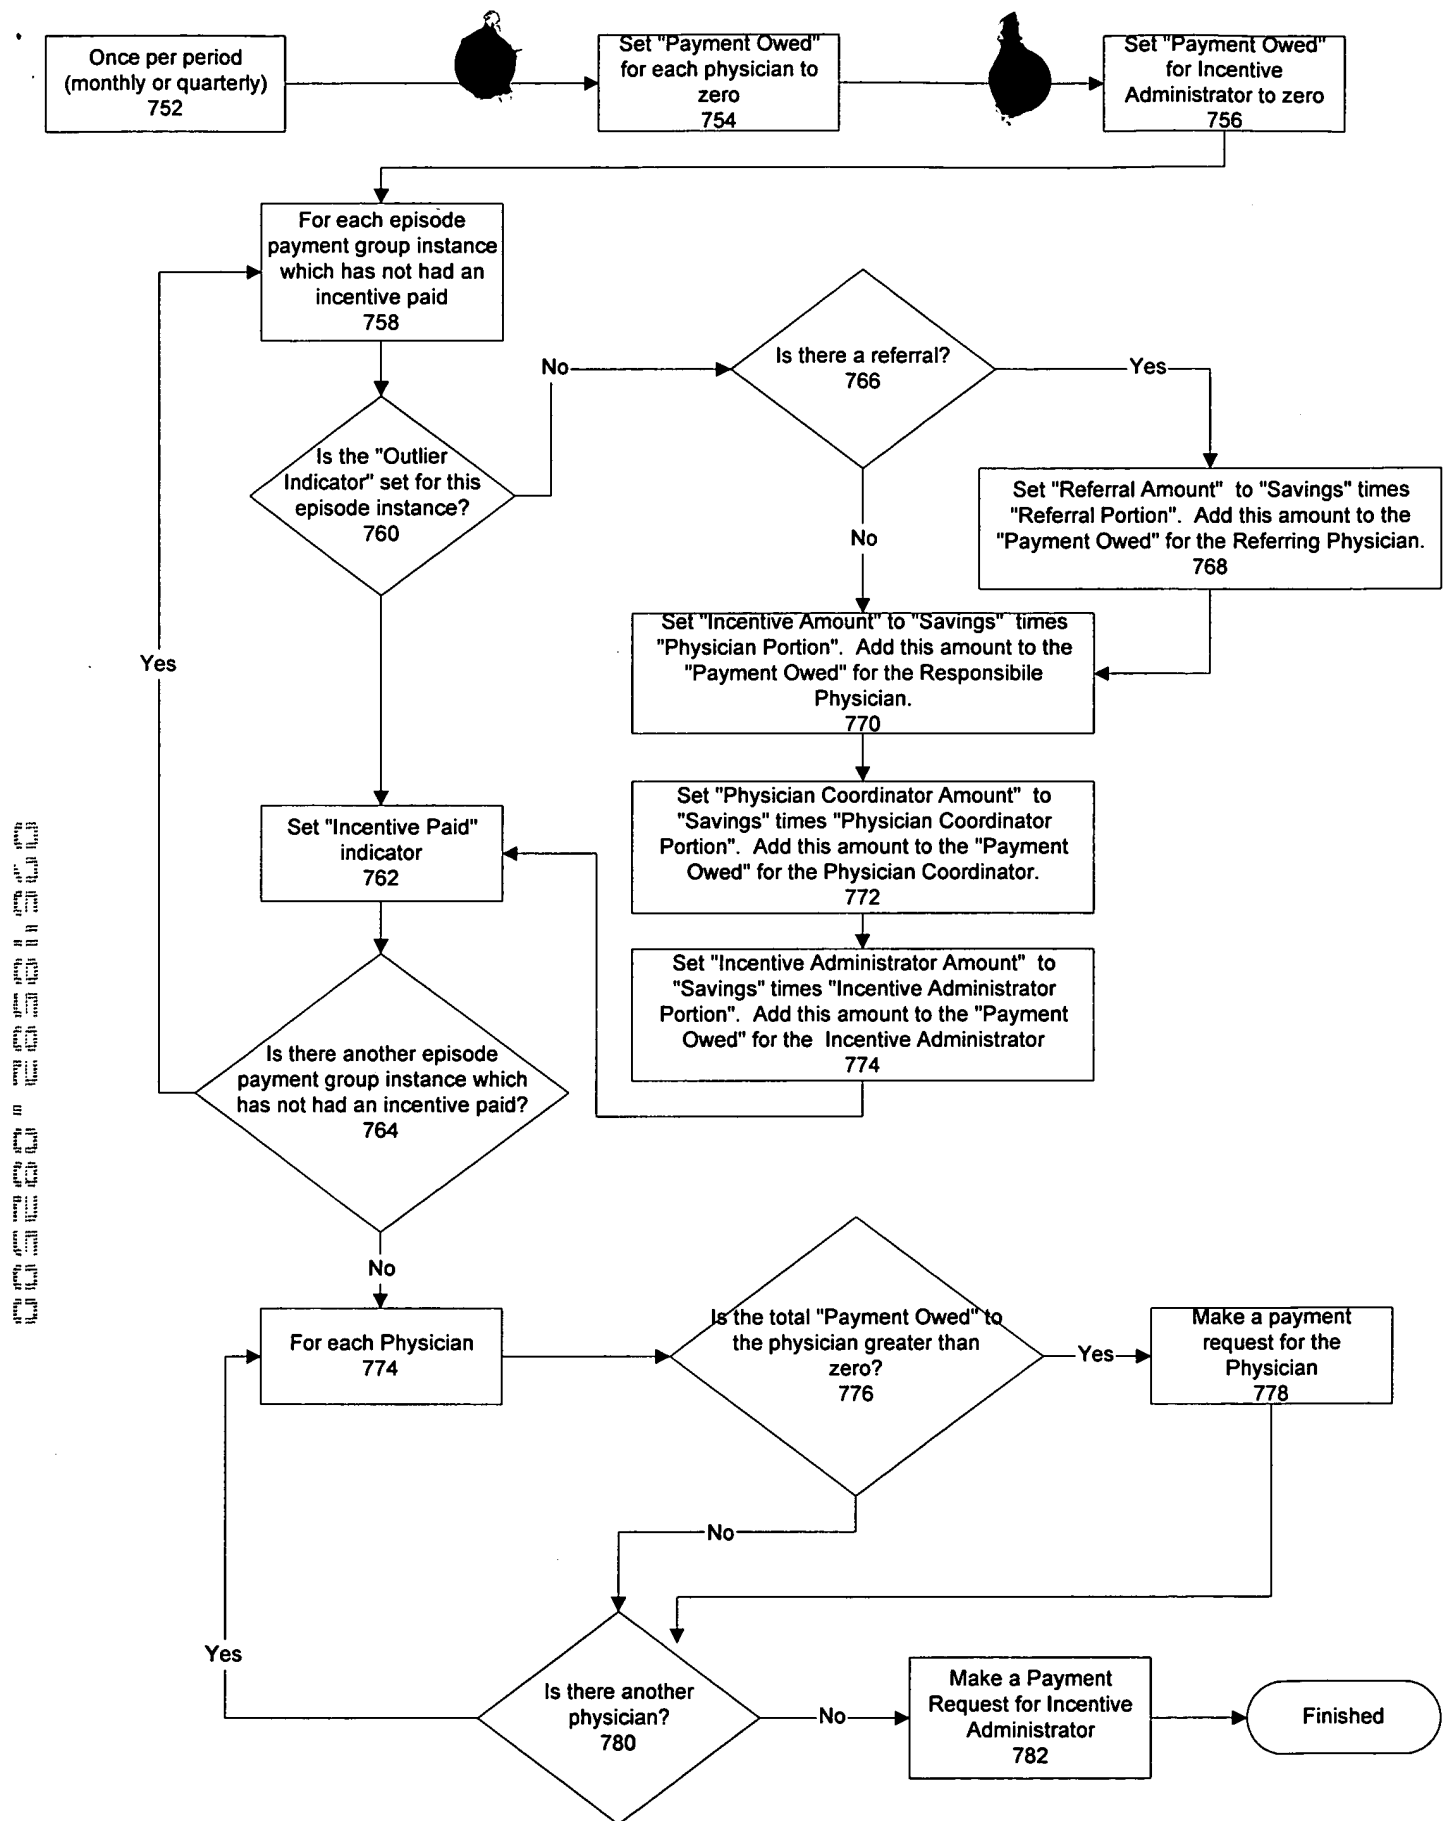 Once per period
(monthly or quarterly)
752
Set "Payment Owed"
for each physician to
zero
754
Set "Payment Owed"
for Incentive
Administrator to zero
756
For each episode
payment group instance
which has not had an
incentive paid
758
Is the "Outlier
Indicator" set for this
episode instance?
760
No
Is there a referral?
766
Yes
Set "Referral Amount" to "Savings" times
"Referral Portion". Add this amount to the
"Payment Owed" for the Referring Physician.
768
No
Set "Incentive Amount" to "Savings" times
"Physician Portion". Add this amount to the
"Payment Owed" for the Responsibile
Physician.
770
Yes
Set "Physician Coordinator Amount" to
"Savings" times "Physician Coordinator
Portion". Add this amount to the "Payment
Owed" for the Physician Coordinator.
772
Set "Incentive Paid"
indicator
762
Set "Incentive Administrator Amount" to
"Savings" times "Incentive Administrator
Portion". Add this amount to the "Payment
Owed" for the Incentive Administrator
774
Is there another episode
payment group instance which
has not had an incentive paid?
764
No
For each Physician
774
Is the total "Payment Owed" to
the physician greater than
zero?
776
Yes
Make a payment
request for the
Physician
778
No
Yes
Is there another
physician?
780
No
Make a Payment
Request for Incentive
Administrator
782
Finished